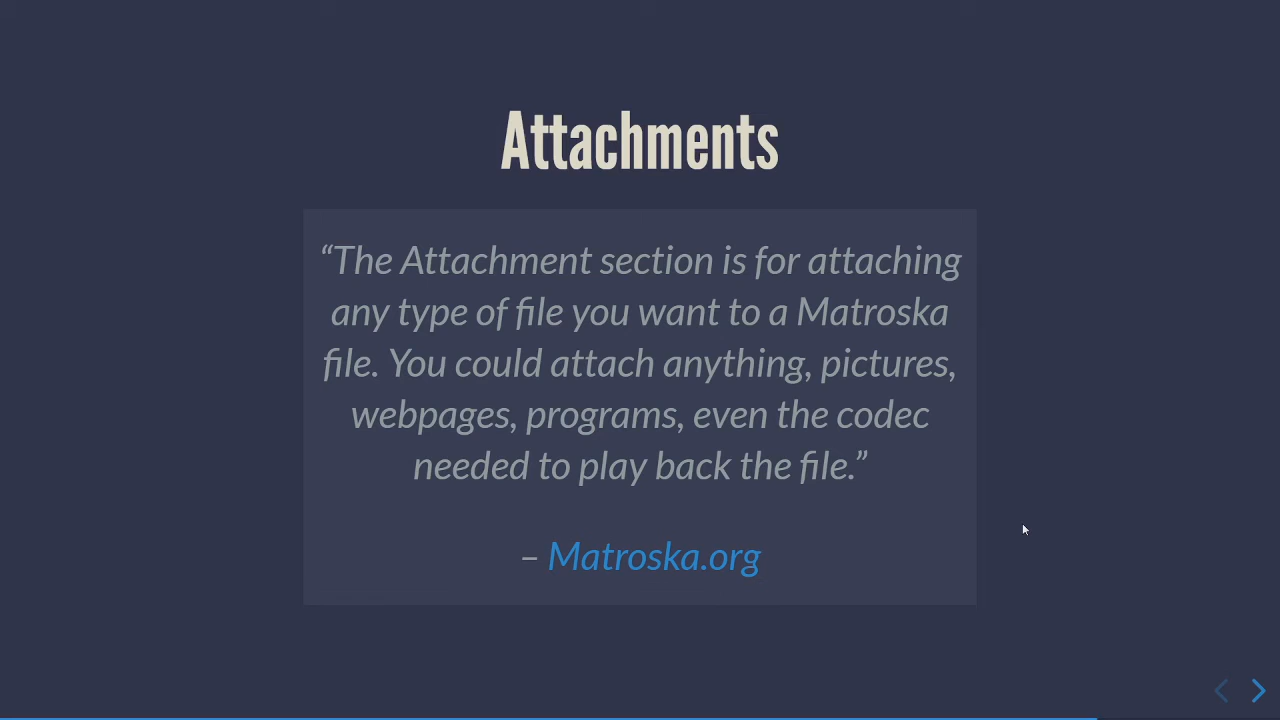 Attachments
“The Attachment section is for attaching
any type of file you want to a Matroska
file. You could attach anything, pictures,
webpages, programs, even the codec
needed to play back the file.”
– Matroska.org